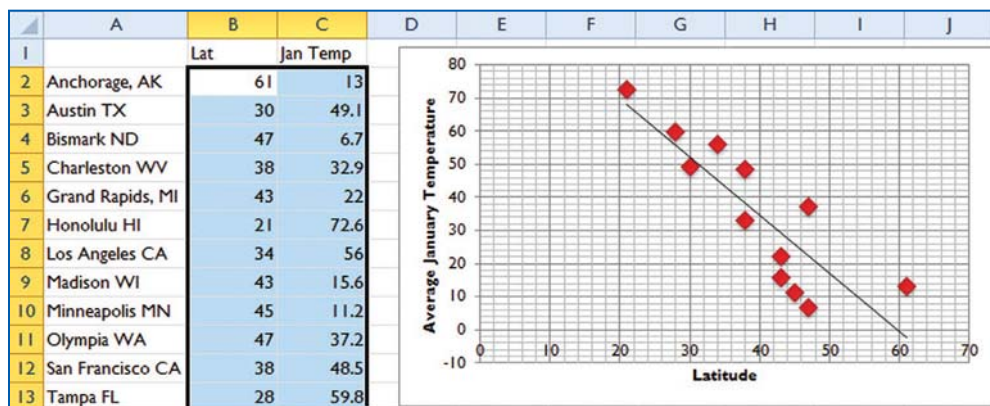 A B C D E F G H I J
1 Lat Jan Temp
2 Anchorage, AK 61 13
3 Austin TX 30 49.1
4 Bismark ND 47 6.7
5 Charleston WV 38 32.9
6 Grand Rapids, MI 43 22
7 Honolulu HI 21 72.6
8 Los Angeles CA 34 56
9 Madison WI 43 15.6
10 Minneapolis MN 45 11.2
11 Olympia WA 47 37.2
12 San Francisco CA 38 48.5
13 Tampa FL 28 59.8
Average January Temperature
80
70
60
50
40
30
20
10
0
-10
0 10 20 30 40 50 60 70
Latitude